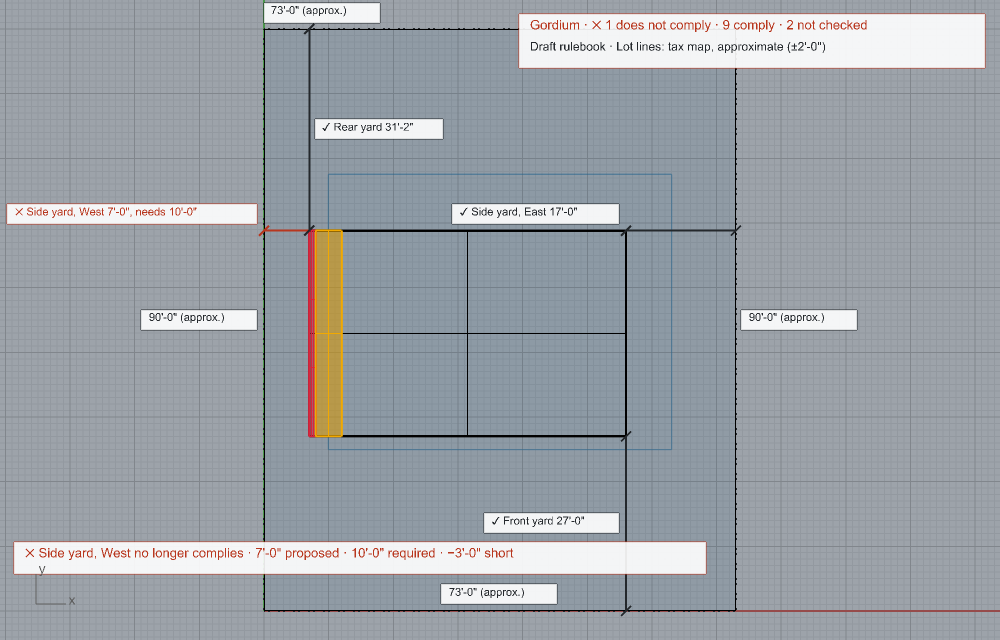 73'-0" (approx.)
Gordium · ✕ 1 does not comply · 9 comply · 2 not checked
Draft rulebook · Lot lines: tax map, approximate (±2'-0")
✓ Rear yard 31'-2"
✕ Side yard, West 7'-0", needs 10'-0"
✓ Side yard, East 17'-0"
90'-0" (approx.)
90'-0" (approx.)
✓ Front yard 27'-0"
✕ Side yard, West no longer complies · 7'-0" proposed · 10'-0" required · −3'-0" short
y
73'-0" (approx.)
x